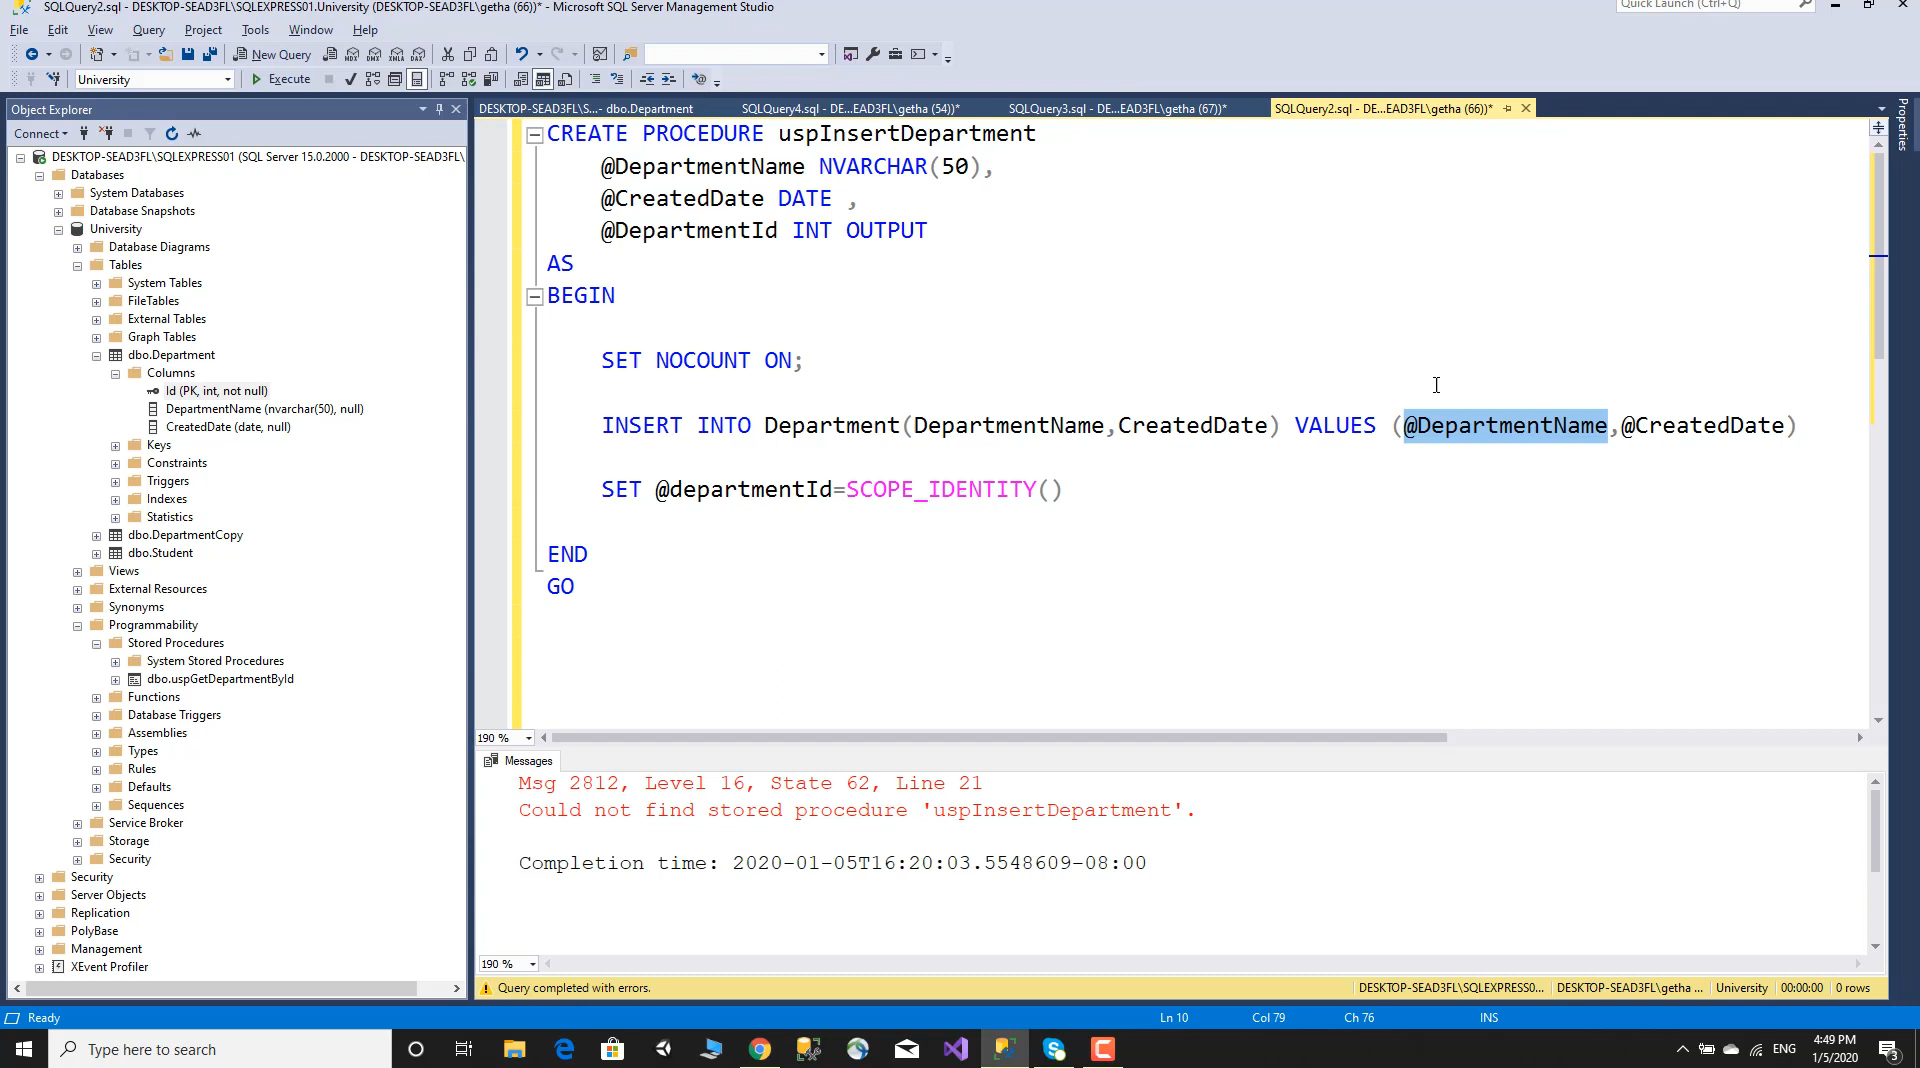 SQLQuery2.sql - DESKTOP-SEAD3FL\SQLEXPRESS01.University (DESKTOP-SEAD3FL\getha (66))* - Microsoft SQL Server Management Studio
Quick Launch (Ctrl+Q)
File Edit View Query Project Tools Window Help
New Query
University Execute
Object Explorer
Connect
DESKTOP-SEAD3FL\SQLEXPRESS01 (SQL Server 15.0.2000 - DESKTOP-SEAD3FL\
Databases
System Databases
Database Snapshots
University
Database Diagrams
Tables
System Tables
FileTables
External Tables
Graph Tables
dbo.Department
Columns
Id (PK, int, not null)
DepartmentName (nvarchar(50), null)
CreatedDate (date, null)
Keys
Constraints
Triggers
Indexes
Statistics
dbo.DepartmentCopy
dbo.Student
Views
External Resources
Synonyms
Programmability
Stored Procedures
System Stored Procedures
dbo.uspGetDepartmentById
Functions
Database Triggers
Assemblies
Types
Rules
Defaults
Sequences
Service Broker
Storage
Security
Security
Server Objects
Replication
PolyBase
Management
XEvent Profiler
DESKTOP-SEAD3FL\S...- dbo.Department SQLQuery4.sql - DE...EAD3FL\getha (54))* SQLQuery3.sql - DE...EAD3FL\getha (67))* SQLQuery2.sql - DE...EAD3FL\getha (66))*
Properties
CREATE PROCEDURE uspInsertDepartment
@DepartmentName NVARCHAR(50),
@CreatedDate DATE ,
@DepartmentId INT OUTPUT
AS
BEGIN
SET NOCOUNT ON;
INSERT INTO Department(DepartmentName,CreatedDate) VALUES (@DepartmentName,@CreatedDate)
SET @departmentId=SCOPE_IDENTITY()
END
GO
190 %
Messages
Msg 2812, Level 16, State 62, Line 21
Could not find stored procedure 'uspInsertDepartment'.
Completion time: 2020-01-05T16:20:03.5548609-08:00
190 %
Query completed with errors. DESKTOP-SEAD3FL\SQLEXPRESS0... DESKTOP-SEAD3FL\getha ... University 00:00:00 0 rows
Ready Ln 10 Col 79 Ch 76 INS
Type here to search
ENG 4:49 PM
1/5/2020
3